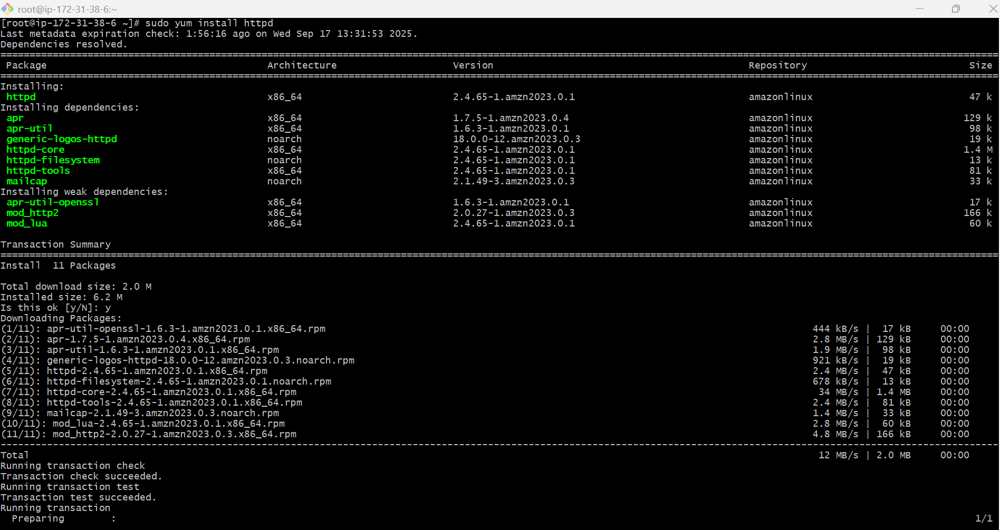 root@ip-172-31-38-6:~
[root@ip-172-31-38-6 ~]# sudo yum install httpd
Last metadata expiration check: 1:56:16 ago on Wed Sep 17 13:31:53 2025.
Dependencies resolved.
Package Architecture Version Repository Size
Installing:
httpd x86_64 2.4.65-1.amzn2023.0.1 amazonlinux 47 k
Installing dependencies:
apr x86_64 1.7.5-1.amzn2023.0.4 amazonlinux 129 k
apr-util x86_64 1.6.3-1.amzn2023.0.1 amazonlinux 98 k
generic-logos-httpd noarch 18.0.0-12.amzn2023.0.3 amazonlinux 19 k
httpd-core x86_64 2.4.65-1.amzn2023.0.1 amazonlinux 1.4 M
httpd-filesystem noarch 2.4.65-1.amzn2023.0.1 amazonlinux 13 k
httpd-tools x86_64 2.4.65-1.amzn2023.0.1 amazonlinux 81 k
mailcap noarch 2.1.49-3.amzn2023.0.3 amazonlinux 33 k
Installing weak dependencies:
apr-util-openssl x86_64 1.6.3-1.amzn2023.0.1 amazonlinux 17 k
mod_http2 x86_64 2.0.27-1.amzn2023.0.3 amazonlinux 166 k
mod_lua x86_64 2.4.65-1.amzn2023.0.1 amazonlinux 60 k
Transaction Summary
Install 11 Packages
Total download size: 2.0 M
Installed size: 6.2 M
Is this ok [y/N]: y
Downloading Packages:
(1/11): apr-util-openssl-1.6.3-1.amzn2023.0.1.x86_64.rpm 444 kB/s | 17 kB 00:00
(2/11): apr-1.7.5-1.amzn2023.0.4.x86_64.rpm 2.8 MB/s | 129 kB 00:00
(3/11): apr-util-1.6.3-1.amzn2023.0.1.x86_64.rpm 1.9 MB/s | 98 kB 00:00
(4/11): generic-logos-httpd-18.0.0-12.amzn2023.0.3.noarch.rpm 921 kB/s | 19 kB 00:00
(5/11): httpd-2.4.65-1.amzn2023.0.1.x86_64.rpm 2.4 MB/s | 47 kB 00:00
(6/11): httpd-filesystem-2.4.65-1.amzn2023.0.1.noarch.rpm 678 kB/s | 13 kB 00:00
(7/11): httpd-core-2.4.65-1.amzn2023.0.1.x86_64.rpm 34 MB/s | 1.4 MB 00:00
(8/11): httpd-tools-2.4.65-1.amzn2023.0.1.x86_64.rpm 2.4 MB/s | 81 kB 00:00
(9/11): mailcap-2.1.49-3.amzn2023.0.3.noarch.rpm 1.4 MB/s | 33 kB 00:00
(10/11): mod_lua-2.4.65-1.amzn2023.0.1.x86_64.rpm 2.8 MB/s | 60 kB 00:00
(11/11): mod_http2-2.0.27-1.amzn2023.0.3.x86_64.rpm 4.8 MB/s | 166 kB 00:00
Total 12 MB/s | 2.0 MB 00:00
Running transaction check
Transaction check succeeded.
Running transaction test
Transaction test succeeded.
Running transaction
Preparing : 1/1